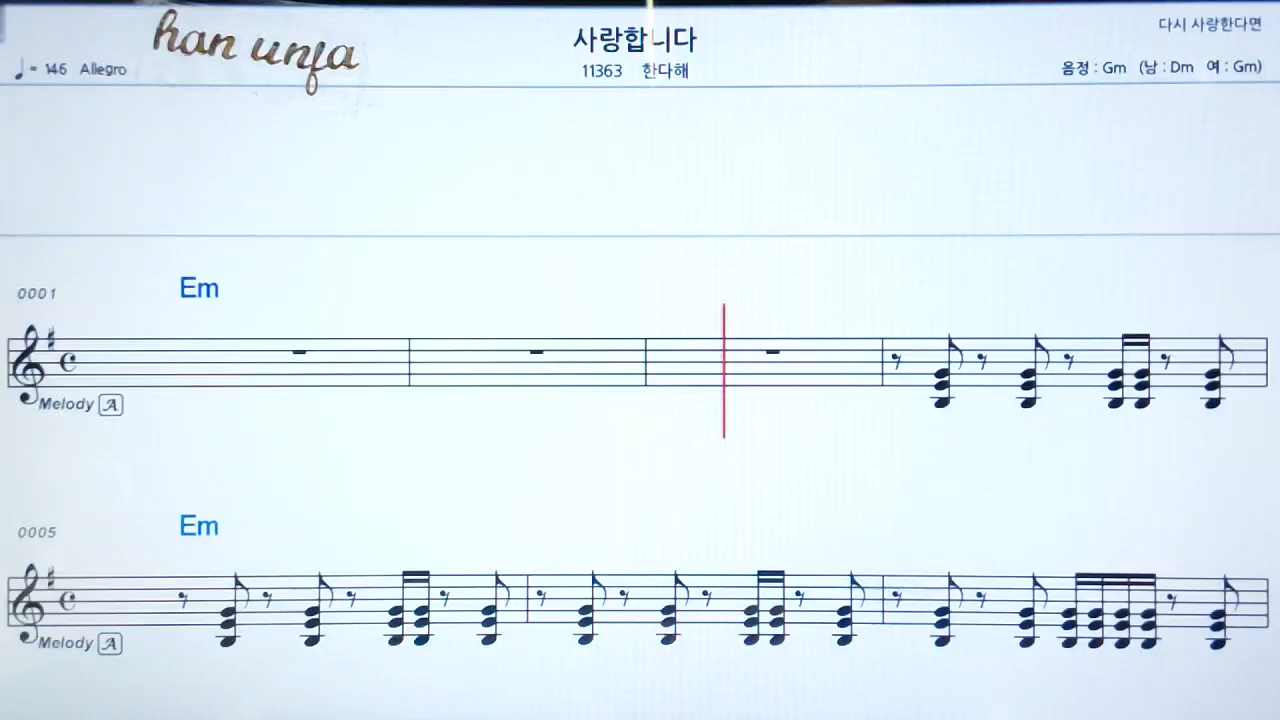 han unfa
사랑합니다
다시 사랑한다면
♩= 146 Allegro
11363 한다해
음정 : Gm (남 : Dm 여 : Gm)
Em
0001
Melody A
Em
0005
Melody A